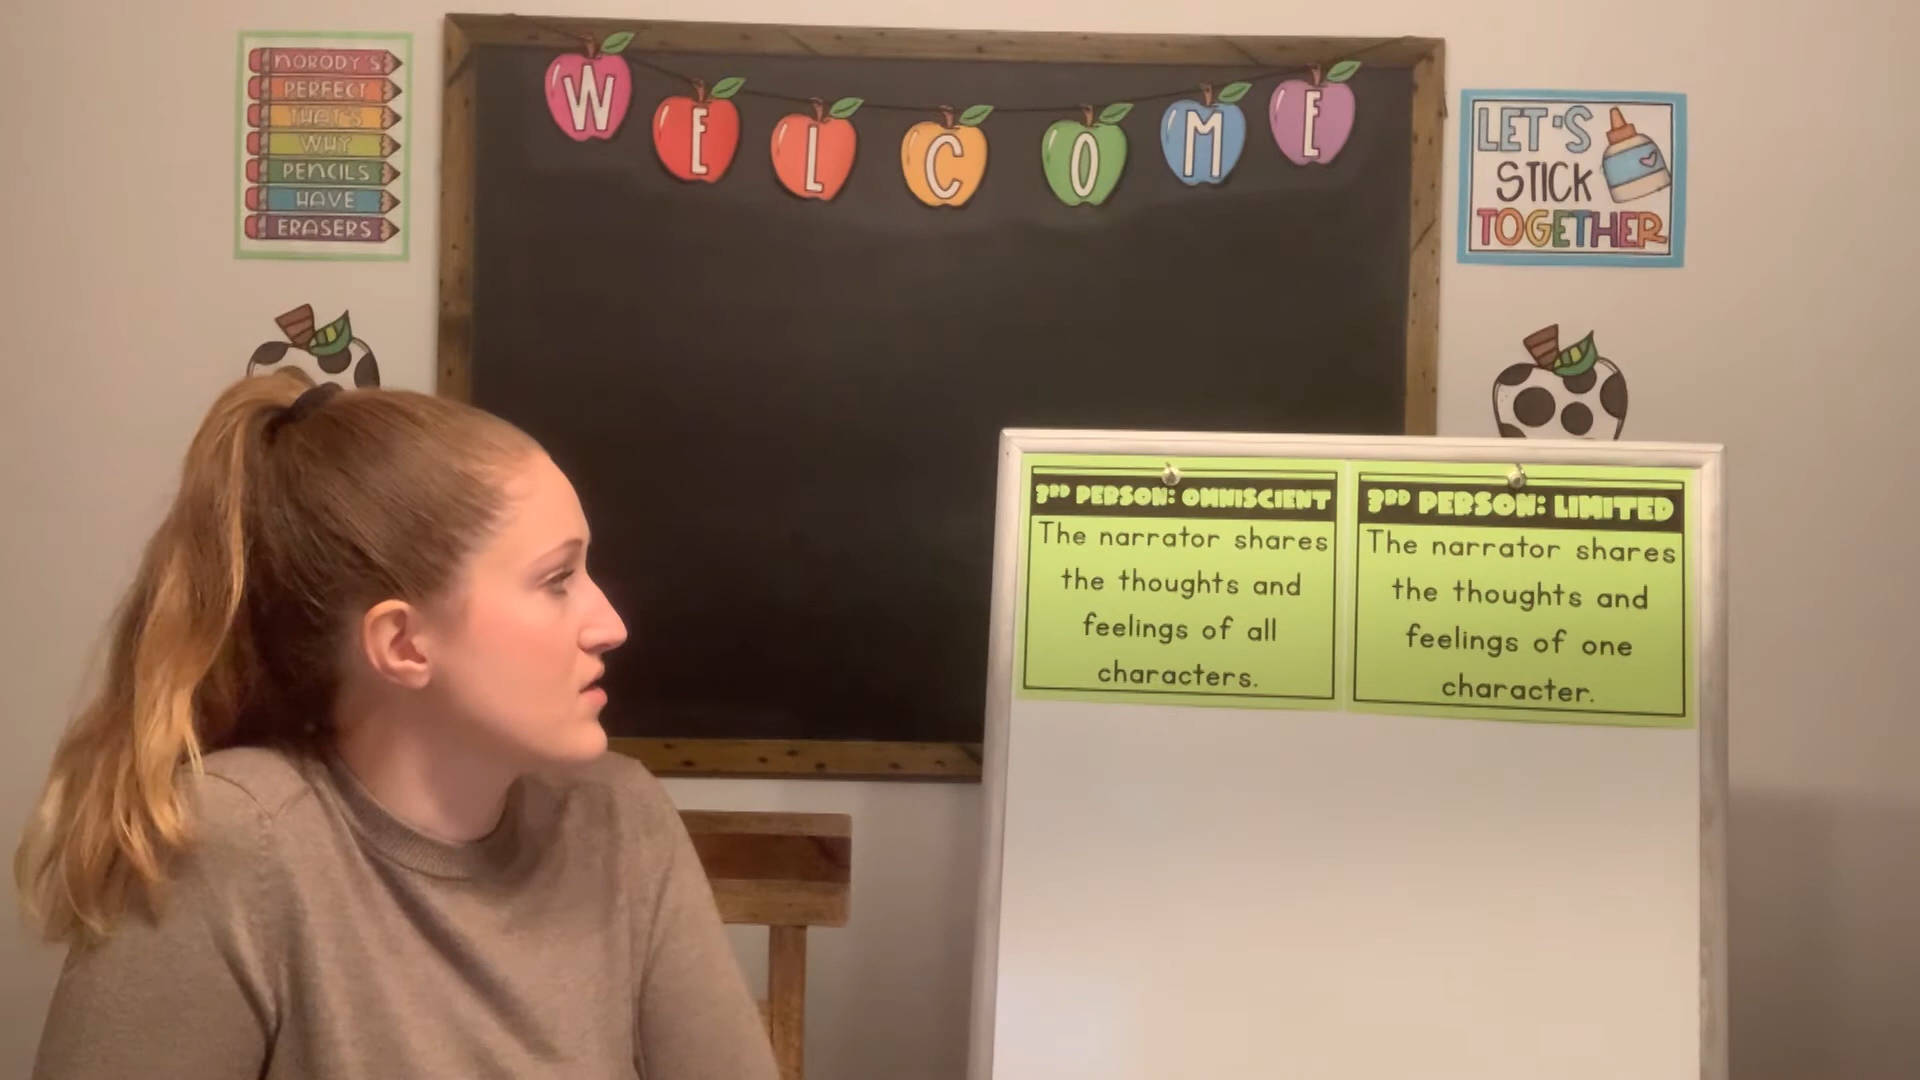 NOBODY'S
PERFECT
THAT'S
WHY
PENCILS
HAVE
ERASERS
WELCOME
LET'S
STICK
TOGETHER
3RD PERSON: OMNISCIENT
The narrator shares
the thoughts and
feelings of all
characters.
3RD PERSON: LIMITED
The narrator shares
the thoughts and
feelings of one
character.